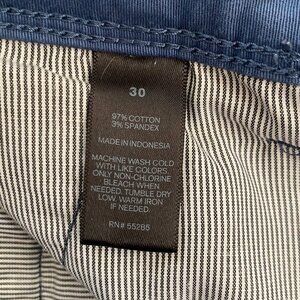 30
97% COTTON
3% SPANDEX
MADE IN INDONESIA
MACHINE WASH COLD
WITH LIKE COLORS
ONLY NON-CHLORINE
BLEACH WHEN
NEEDED. TUMBLE DRY
LOW. WARM IRON
IF NEEDED.
RN# 55285